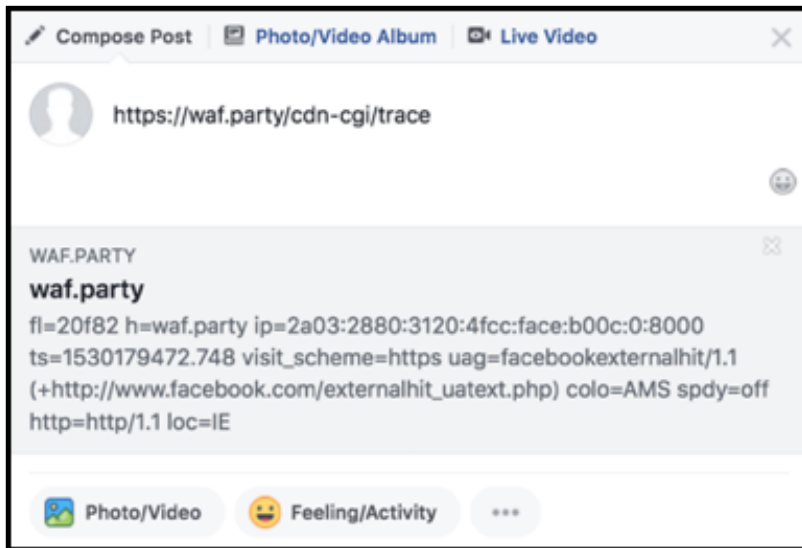 Compose Post Photo/Video Album Live Video
https://waf.party/cdn-cgi/trace
WAF.PARTY
waf.party
fl=20f82 h=waf.party ip=2a03:2880:3120:4fcc:face:b00c:0:8000
ts=1530179472.748 visit_scheme=https uag=facebookexternalhit/1.1
(+http://www.facebook.com/externalhit_uatext.php) colo=AMS spdy=off
http=http/1.1 loc=IE
Photo/Video Feeling/Activity